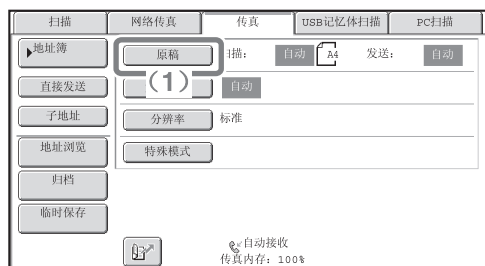 扫描 网络传真 传真 USB记忆体扫描 PC扫描
地址簿 原稿 扫描: 自动 A4 发送: 自动
直接发送 (1) 自动
子地址 分辨率 标准
地址浏览 特殊模式
归档
临时保存
自动接收
传真内存: 100%